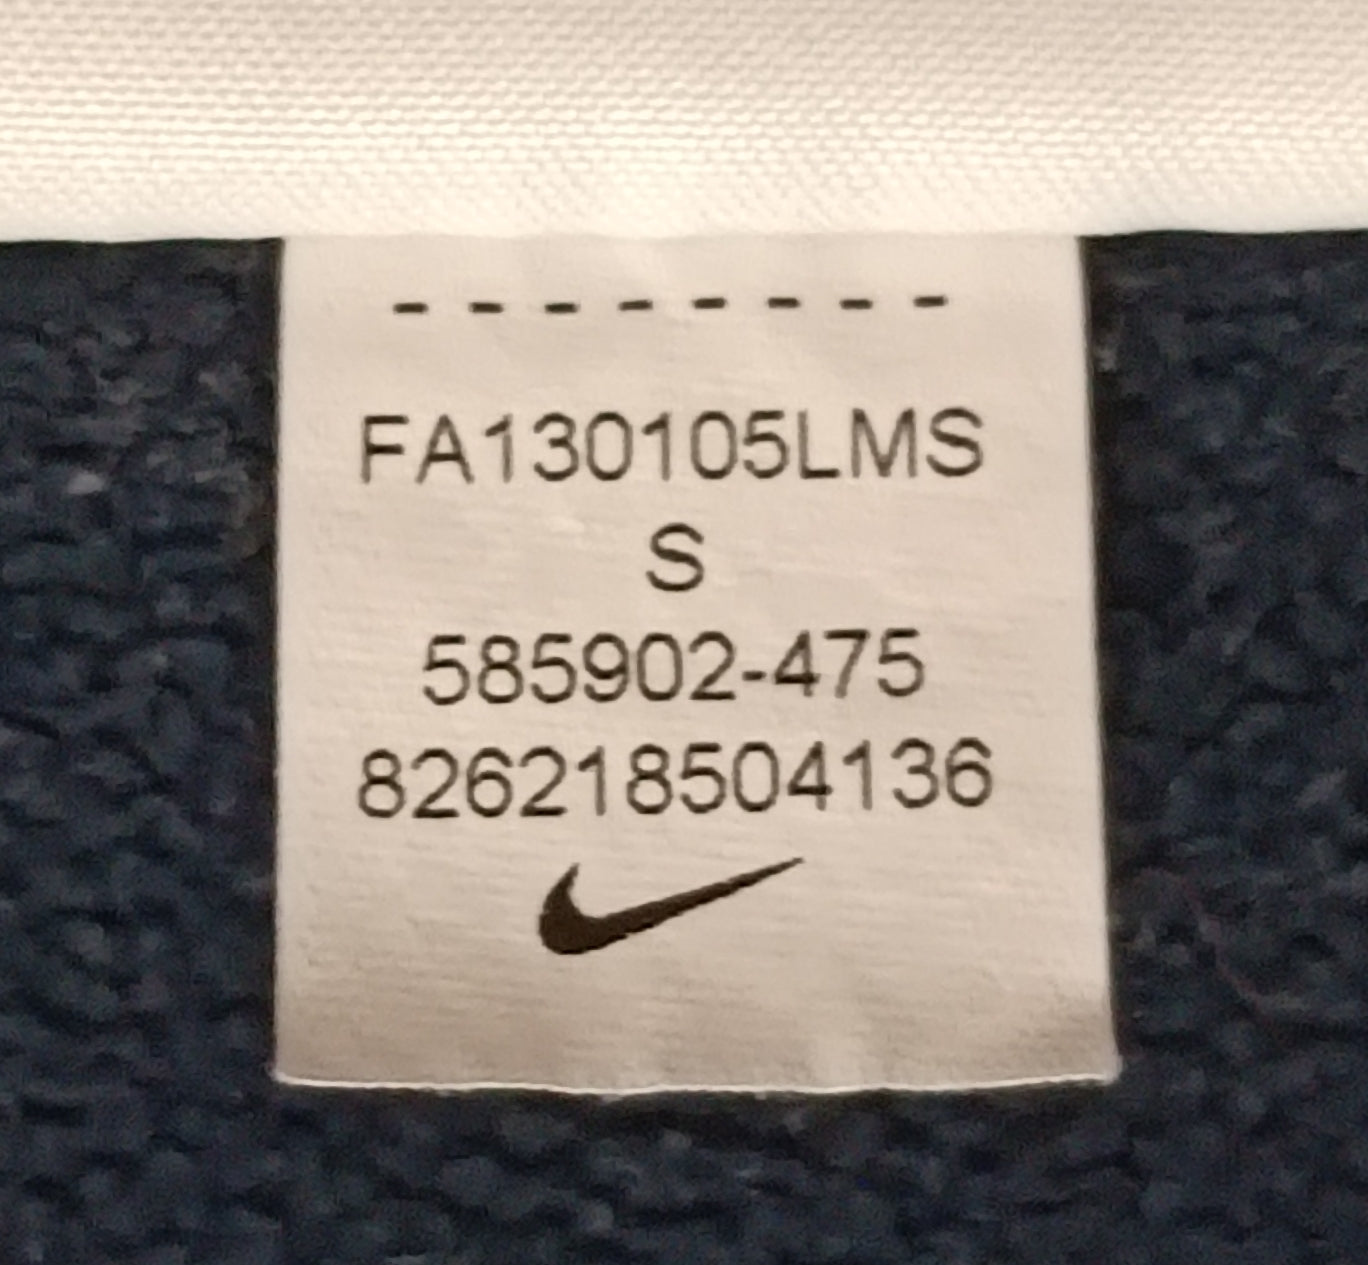 - - - - - - - -
FA130105LMS
S
585902-475
826218504136